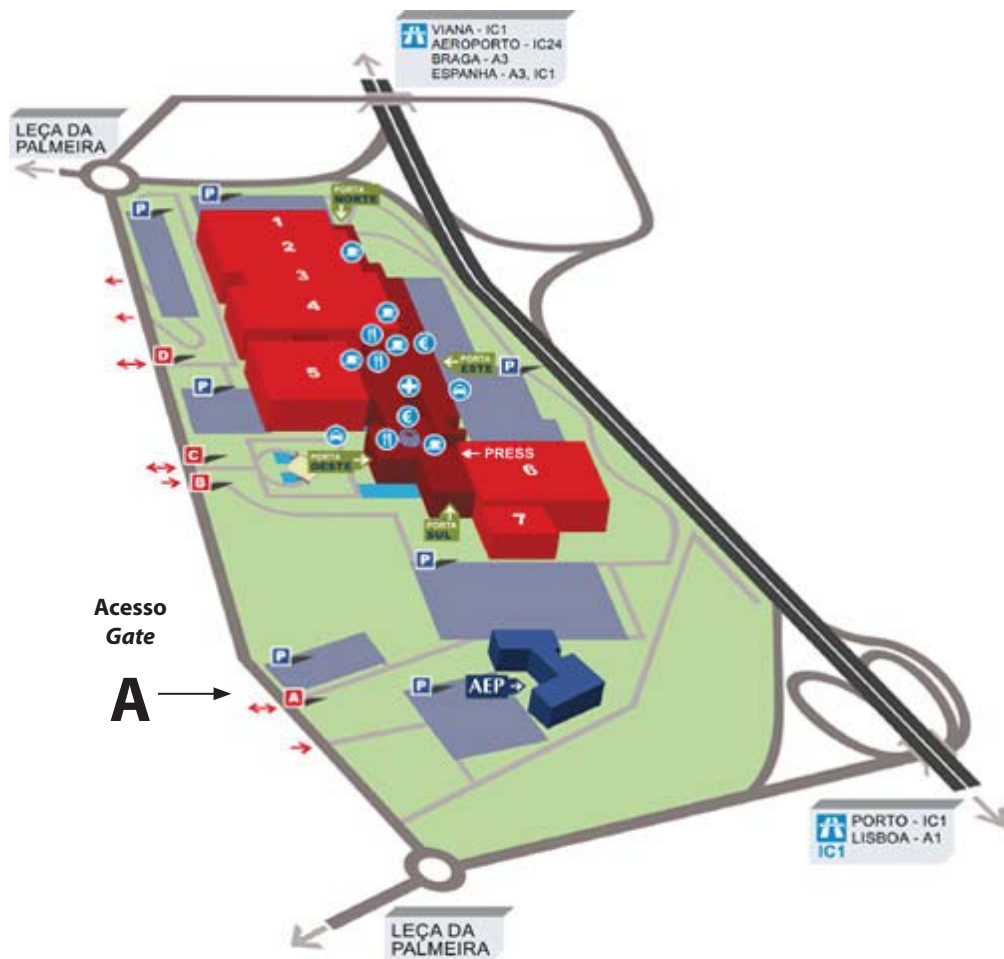 VIANA - IC1
AEROPORTO - IC24
BRAGA - A3
ESPANHA - A3, IC1
LEÇA DA
PALMEIRA
P
P
PORTA
NORTE
1
2
3
4
€
D
P
5
PORTA
ESTE
P
€
C
B
PORTA
OESTE
PRESS
6
7
PORTA
SUL
P
Acesso
Gate
A
P
A
P
AEP
PORTO - IC1
LISBOA - A1
IC1
LEÇA DA
PALMEIRA